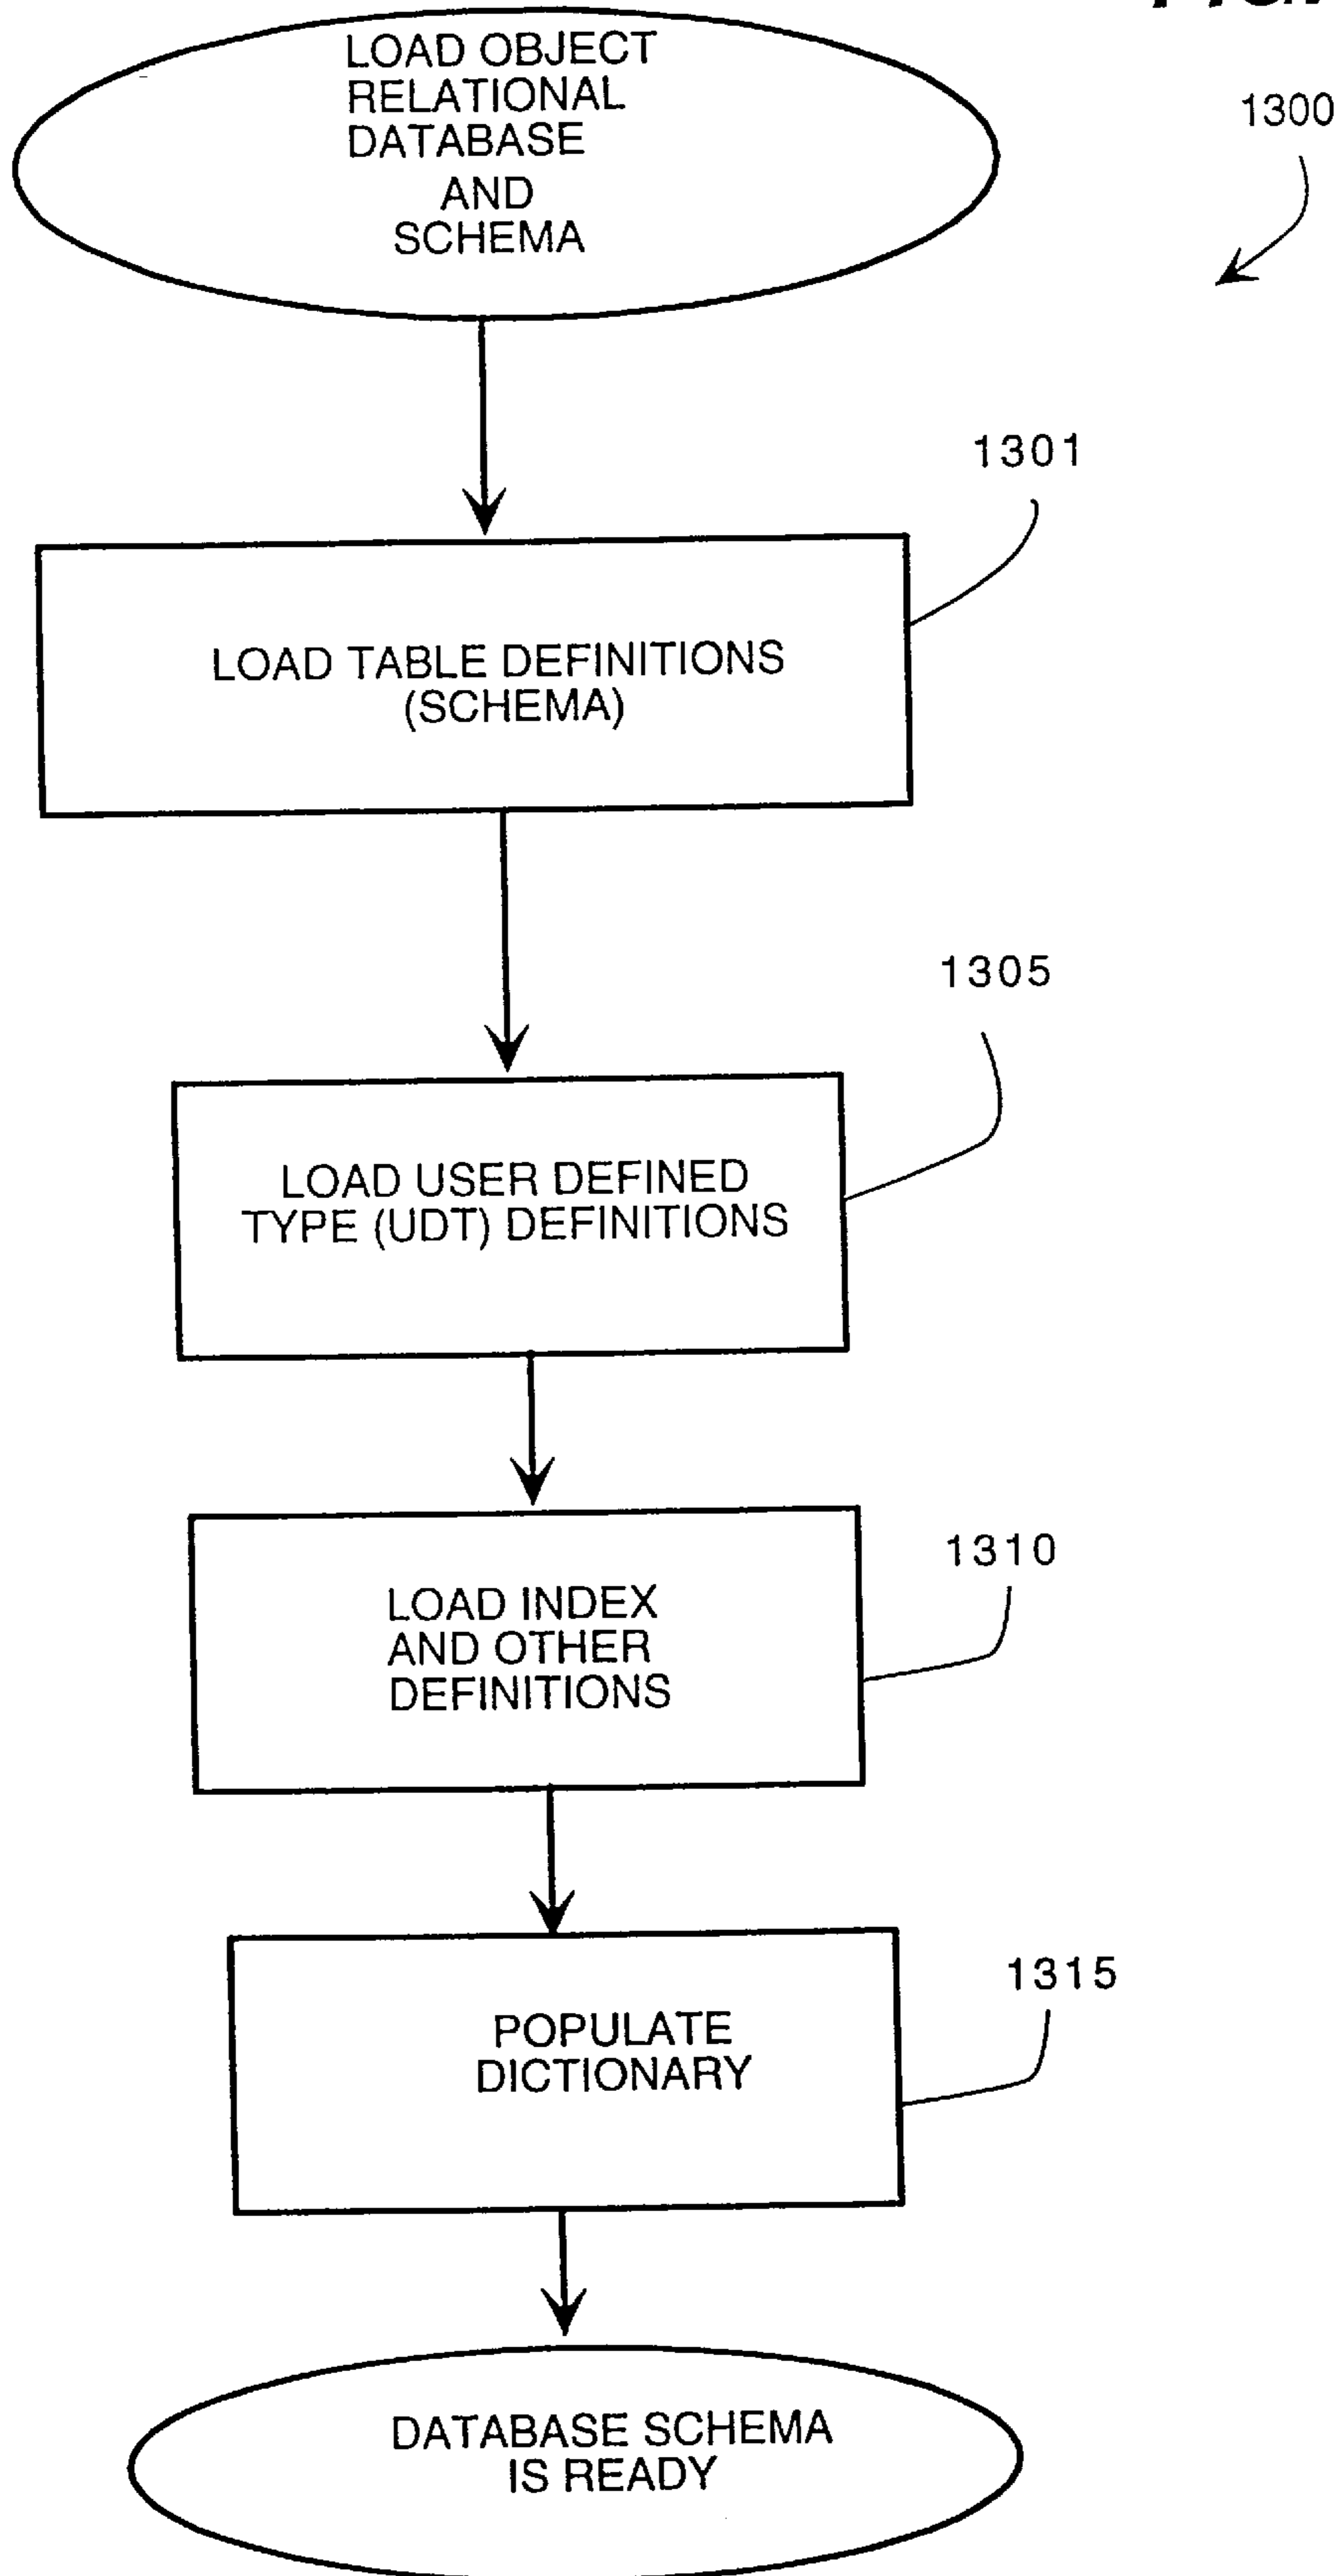 LOAD OBJECT
RELATIONAL
DATABASE
AND
SCHEMA
1300
1301
LOAD TABLE DEFINITIONS
(SCHEMA)
1305
LOAD USER DEFINED
TYPE (UDT) DEFINITIONS
1310
LOAD INDEX
AND OTHER
DEFINITIONS
1315
POPULATE
DICTIONARY
DATABASE SCHEMA
IS READY